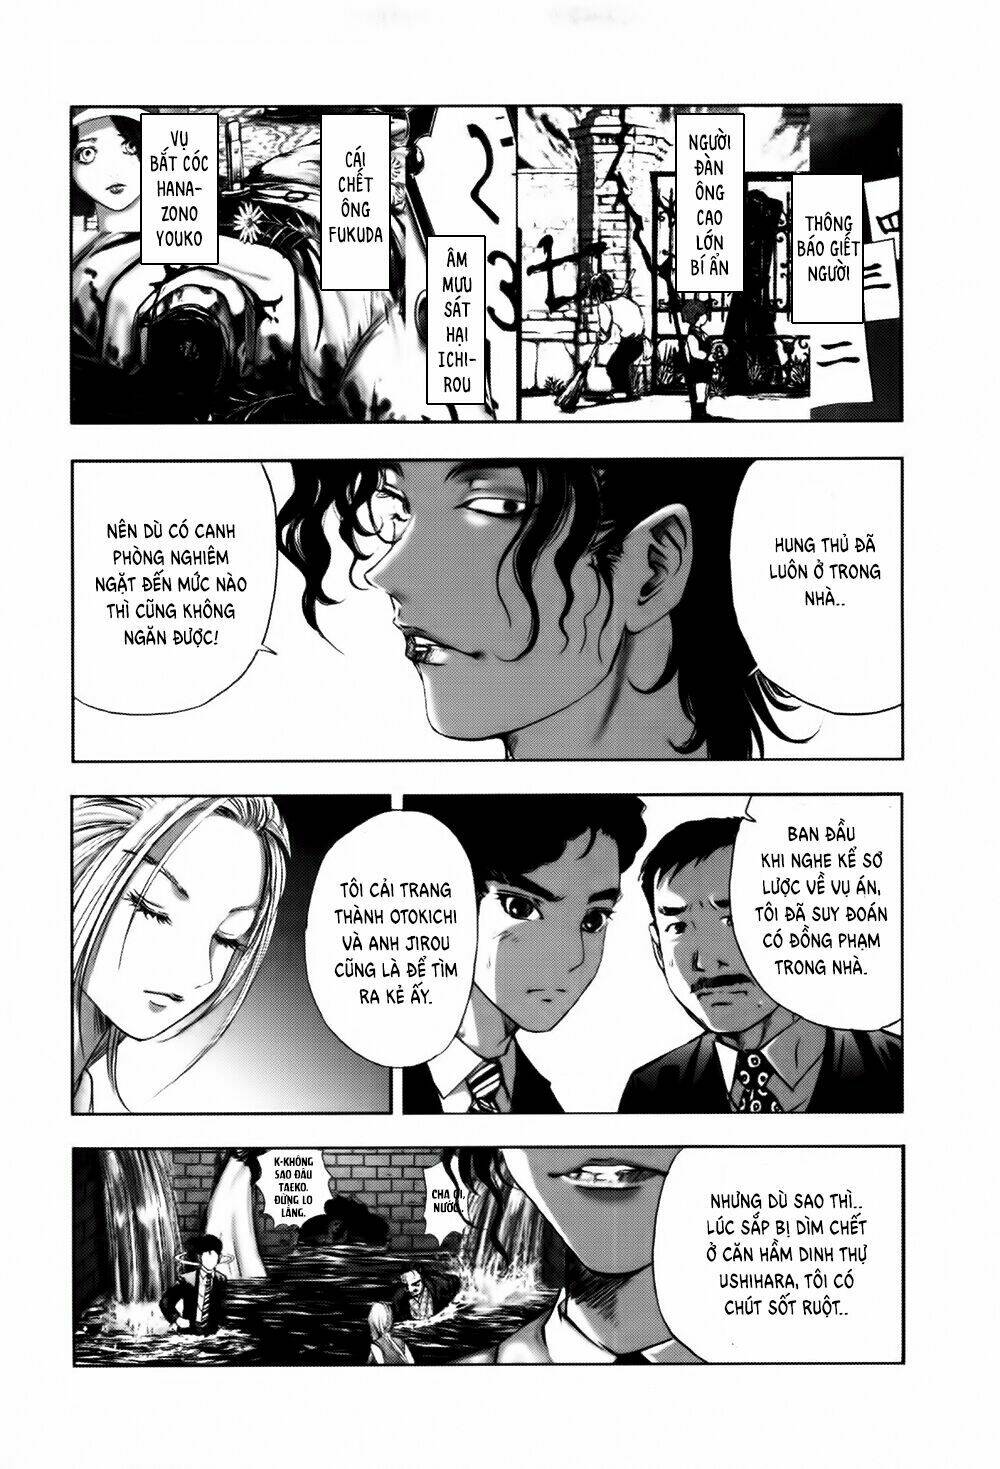 THÔNG
BÁO GIẾT
NGƯỜI
四
三
二
NGƯỜI
ĐÀN
ÔNG
CAO
LỚN
BÍ ẨN
ÂM
MƯU
SÁT
HẠI
ICHI-
ROU
CÁI
CHẾT
ÔNG
FUKUDA
VỤ
BẮT CÓC
HANA-
ZONO
YOUKO
HUNG THỦ ĐÃ
LUÔN Ở TRONG
NHÀ..
NÊN DÙ CÓ CANH
PHÒNG NGHIÊM
NGẶT ĐẾN MỨC NÀO
THÌ CŨNG KHÔNG
NGĂN ĐƯỢC!
BAN ĐẦU
KHI NGHE KỂ SƠ
LƯỢC VỀ VỤ ÁN,
TÔI ĐÃ SUY ĐOÁN
CÓ ĐỒNG PHẠM
TRONG NHÀ.
TÔI CẢI TRANG
THÀNH OTOKICHI
VÀ ANH JIROU
CŨNG LÀ ĐỂ TÌM
RA KẺ ẤY.
NHƯNG DÙ SAO THÌ..
LÚC SẮP BỊ DÌM CHẾT
Ở CĂN HẦM DINH THỰ
USHIHARA, TÔI CÓ
CHÚT SỐT RUỘT..
CHA ƠI,
NƯỚC..
K-KHÔNG
SAO ĐÂU
TAEKO.
ĐỪNG LO
LẮNG.